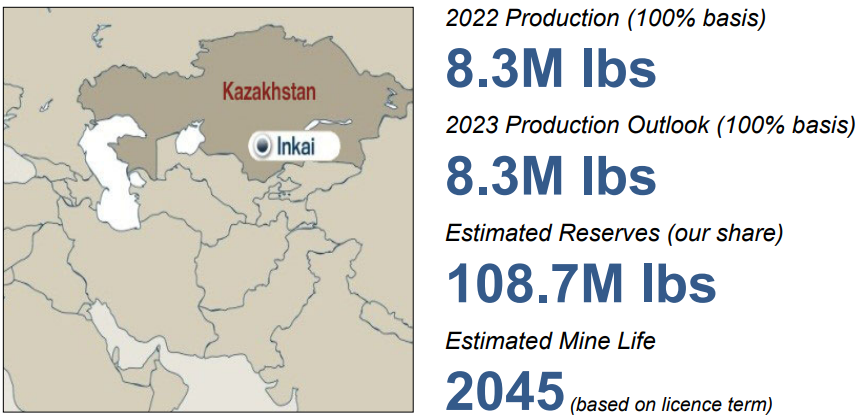 Kazakhstan
Inkai
2022 Production (100% basis)
8.3M lbs
2023 Production Outlook (100% basis)
8.3M lbs
Estimated Reserves (our share)
108.7M lbs
Estimated Mine Life
2045 (based on licence term)